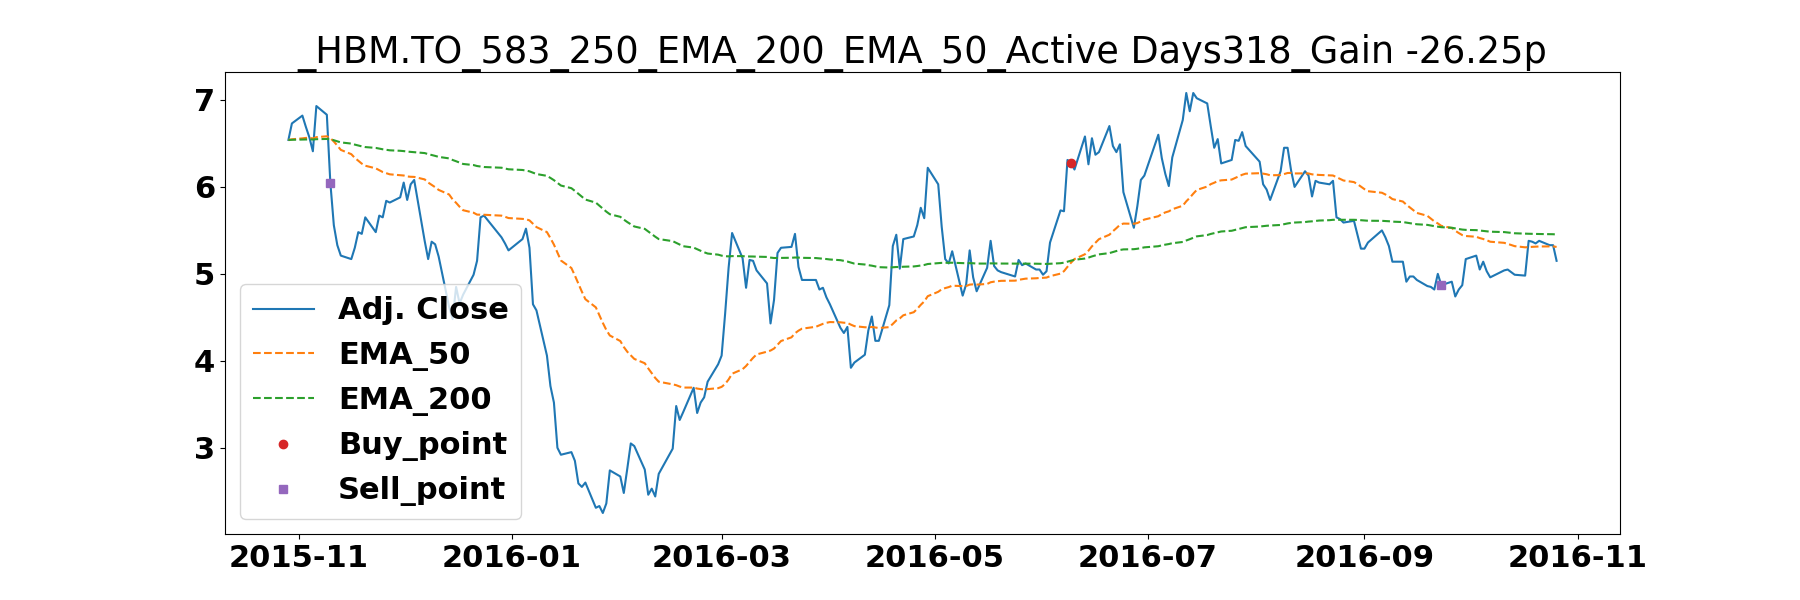 _HBM.TO_583_250_EMA_200_EMA_50_Active Days318_Gain -26.25p
7
6
5
4
3
Adj. Close
EMA_50
EMA_200
Buy_point
Sell_point
2015-11 2016-01 2016-03 2016-05 2016-07 2016-09 2016-11